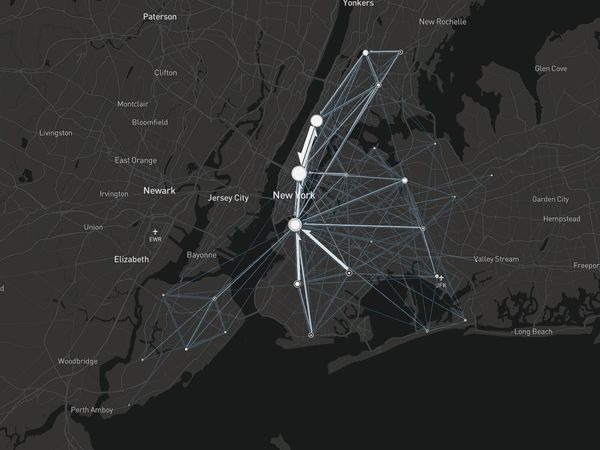 Yonkers
Paterson
New Rochelle
Clifton
Glen Cove
Montclair
Bloomfield
Livingston
East Orange
Newark
Irvington
Jersey City
New York
Garden City
Hempstead
Union
EWR
Bayonne
Elizabeth
Valley Stream
Freepor
JFK
d
Long Beach
Woodbridge
Perth Amboy